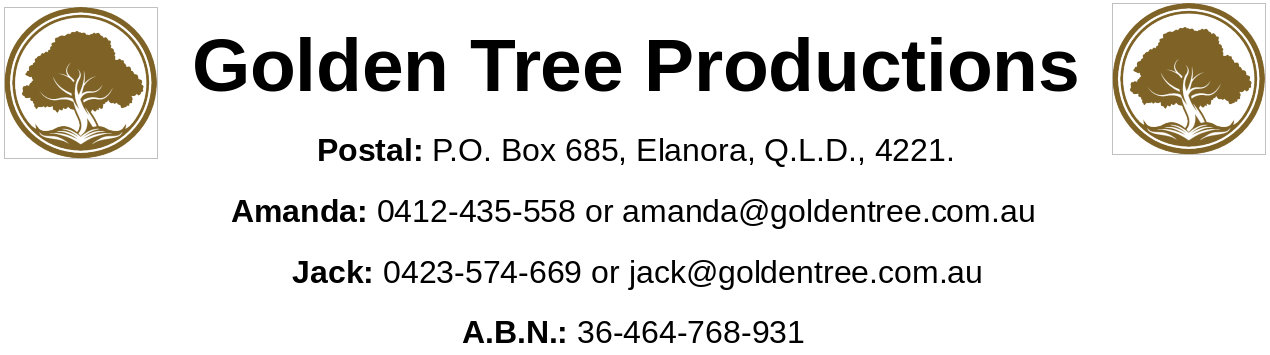 Golden Tree Productions
Postal: P.O. Box 685, Elanora, Q.L.D., 4221.
Amanda: 0412-435-558 or amanda@goldentree.com.au
Jack: 0423-574-669 or jack@goldentree.com.au
A.B.N.: 36-464-768-931